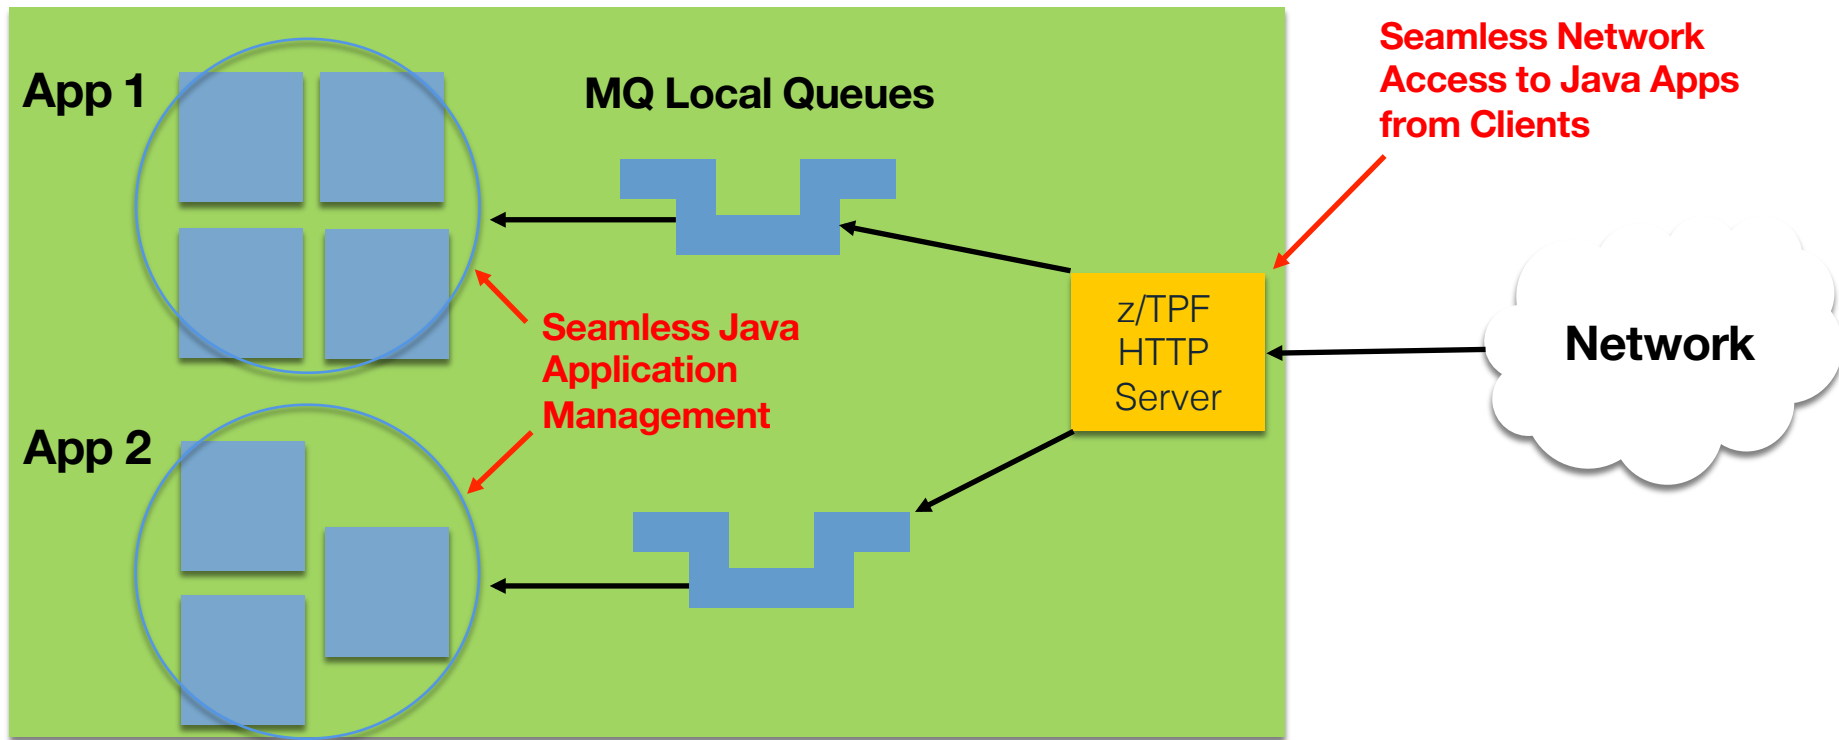 App 1
MQ Local Queues
Seamless Network
Access to Java Apps
from Clients
Seamless Java
Application
Management
z/TPF
HTTP
Server
Network
App 2